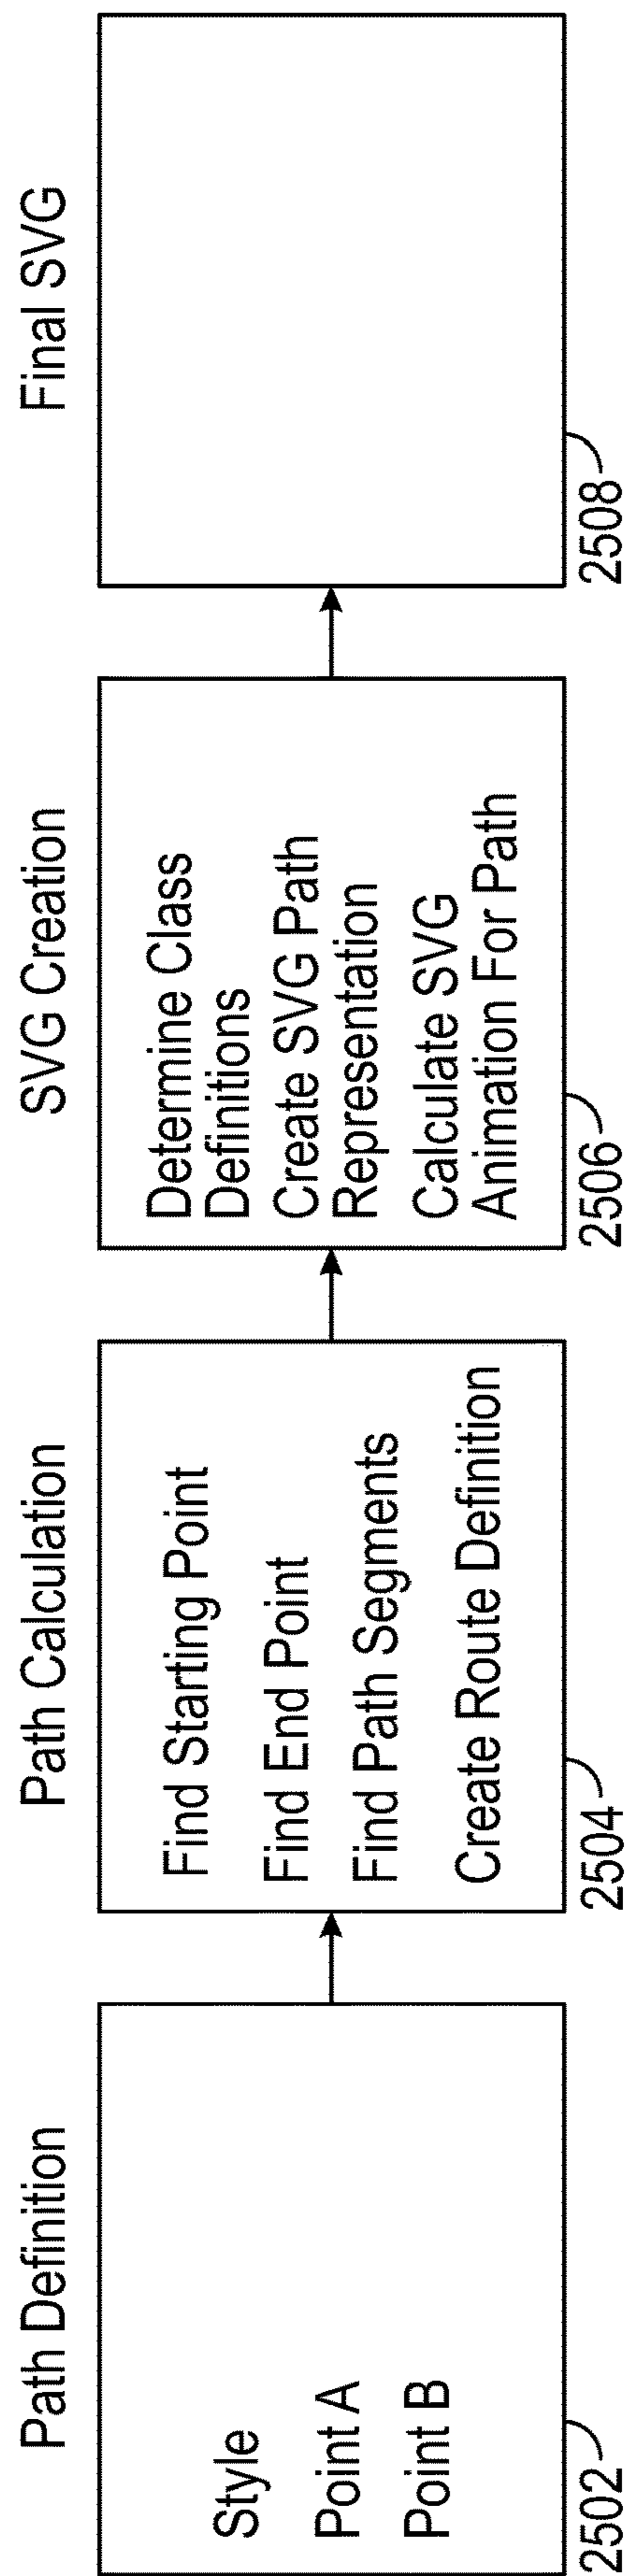 Path Definition
Style
Point A
Point B
2502
Path Calculation
Find Starting Point
Find End Point
Find Path Segments
Create Route Definition
2504
SVG Creation
Determine Class
Definitions
Create SVG Path
Representation
Calculate SVG
Animation For Path
2506
Final SVG
2508